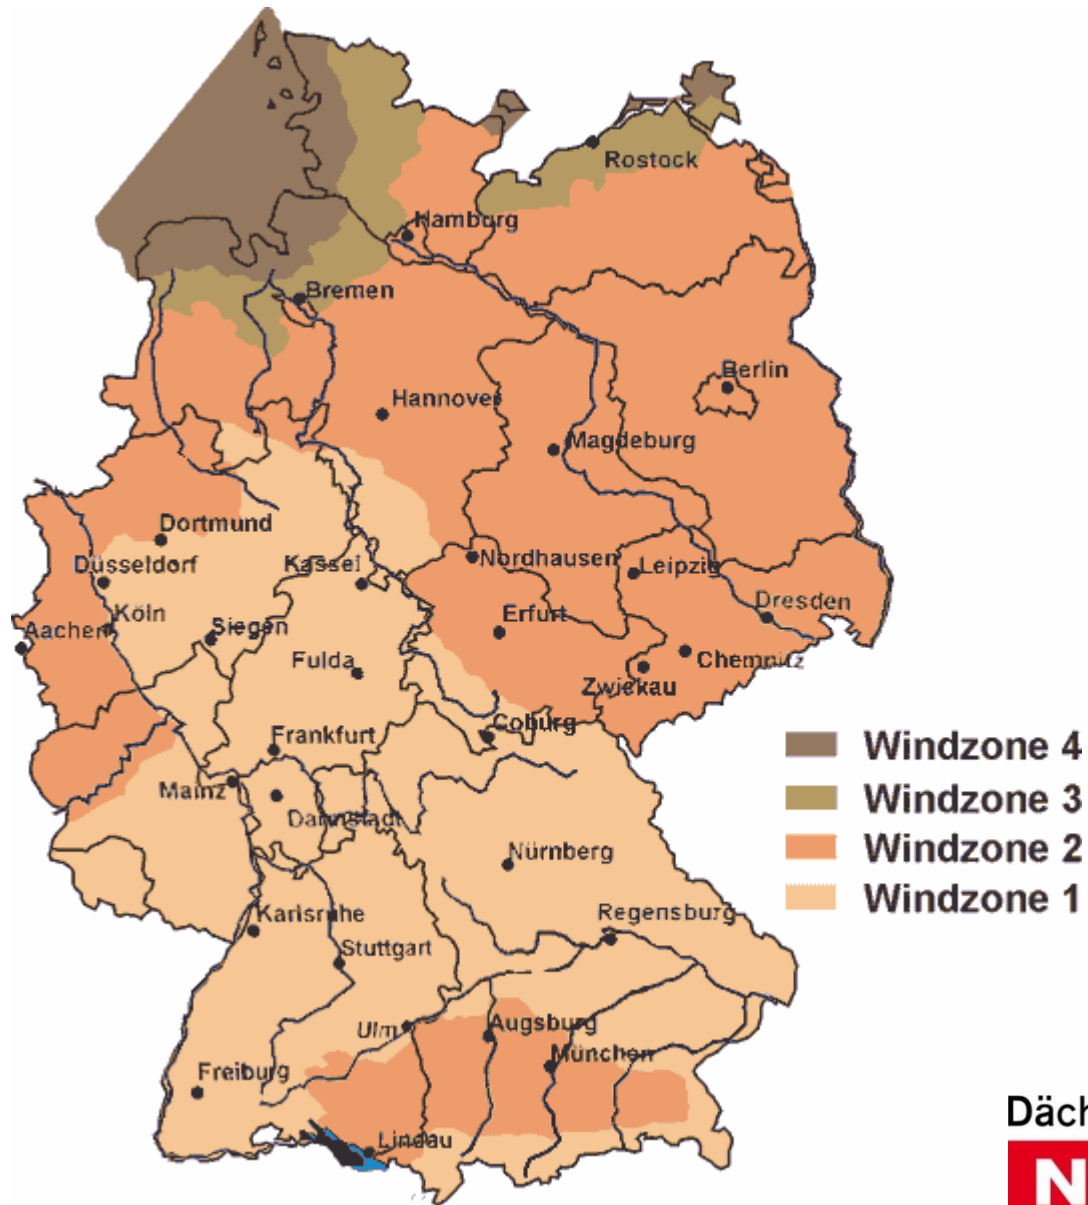 Rostock
Hamburg
Bremen
Berlin
Hannover
Magdeburg
Dortmund
Düsseldorf
Kassel
Nordhausen
Leipzig
Köln
Erfurt
Dresden
Aachen
Siegen
Fulda
Chemnitz
Zwickau
Coburg
Frankfurt
Windzone 4
Mainz
Windzone 3
Darmstadt
Nürnberg
Windzone 2
Karlsruhe
Regensburg
Windzone 1
Stuttgart
Ulm
Augsburg
München
Freiburg
Däch
Lindau
N